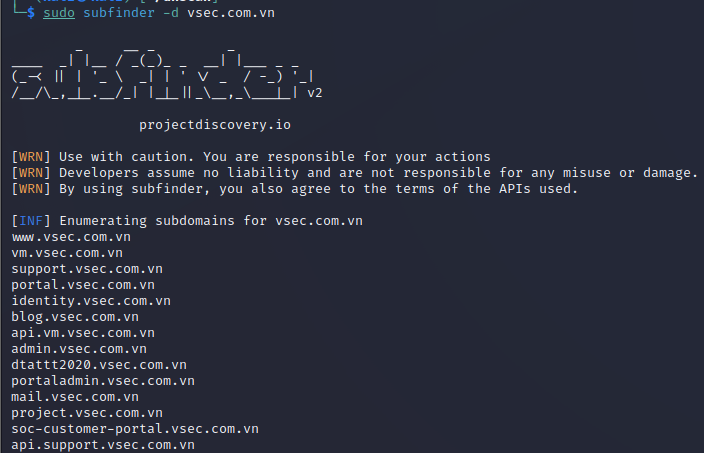 $ sudo subfinder -d vsec.com.vn
v2
projectdiscovery.io
[WRN] Use with caution. You are responsible for your actions
[WRN] Developers assume no liability and are not responsible for any misuse or damage.
[WRN] By using subfinder, you also agree to the terms of the APIs used.
[INF] Enumerating subdomains for vsec.com.vn
www.vsec.com.vn
vm.vsec.com.vn
support.vsec.com.vn
portal.vsec.com.vn
identity.vsec.com.vn
blog.vsec.com.vn
api.vm.vsec.com.vn
admin.vsec.com.vn
dtattt2020.vsec.com.vn
portaladmin.vsec.com.vn
mail.vsec.com.vn
project.vsec.com.vn
soc-customer-portal.vsec.com.vn
api.support.vsec.com.vn